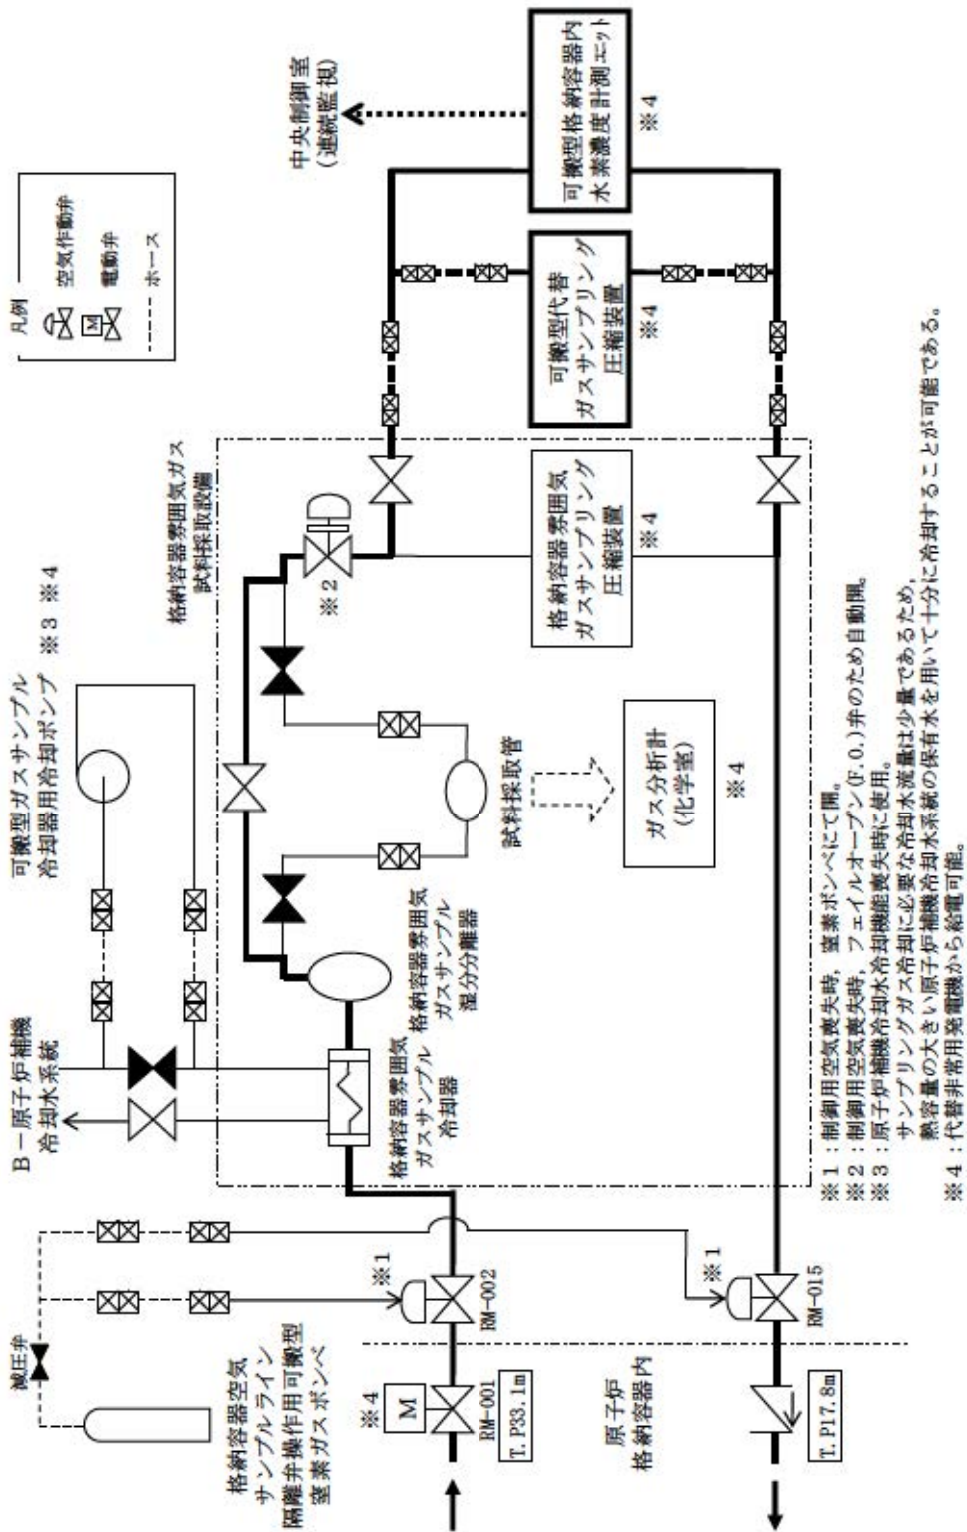 凡例
空気作動弁
M
電動弁
ホース
中央制御室
(連続監視)
可搬型格納容器内
水素濃度計測ユニット
※4
可搬型代替
ガスサンプリング
圧縮装置
※4
格納容器雰囲気ガス
試料採取設備
※2
格納容器雰囲気
ガスサンプリング
圧縮装置
※4
可搬型ガスサンプル
冷却器用冷却ポンプ
※3 ※4
試料採取管
ガス分析計
(化学室)
※4
B-原子炉補機
冷却水系統
格納容器雰囲気
ガスサンプル
湿分分離器
格納容器雰囲気
ガスサンプル
冷却器
減圧弁
格納容器空気
サンプルライン
隔離弁操作用可搬型
窒素ガスボンベ
※1
RM-002
※4
M
RM-001
T.P33.1m
※1
RM-015
原子炉
格納容器内
T.P17.8m
※1:制御用空気喪失時,窒素ボンベにて開。
※2:制御用空気喪失時,フェイルオープン(F.O.)弁のため自動開。
※3:原子炉補機冷却水冷却機能喪失時に使用。
サンプリングガス冷却に必要な冷却水流量は少量であるため,
熱容量の大きい原子炉補機冷却水系統の保有水を用いて十分に冷却することが可能である。
※4:代替非常用発電機から給電可能。